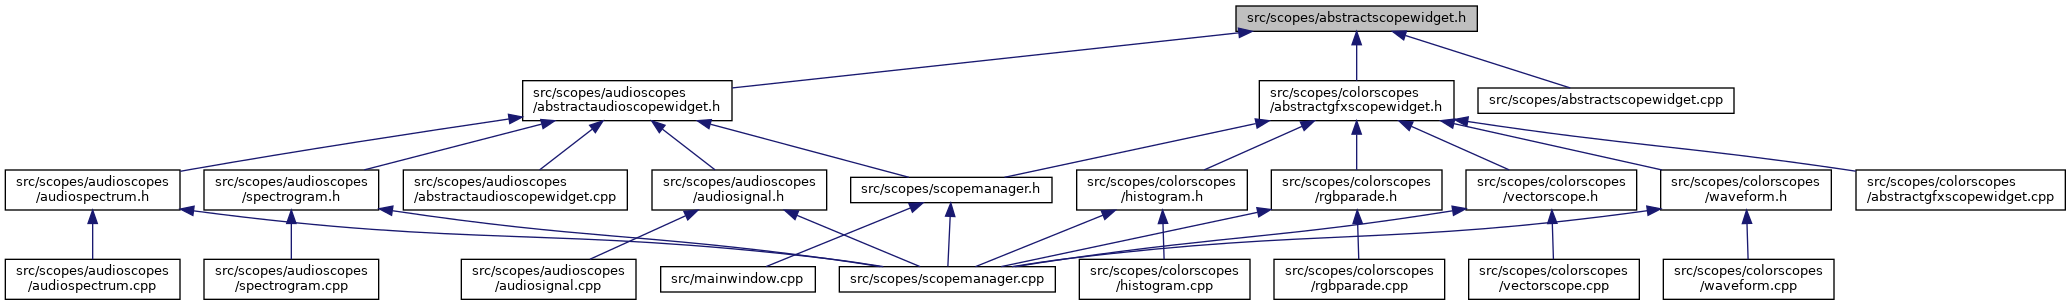 src/scopes/abstractscopewidget.h
src/scopes/audioscopes
/abstractaudioscopewidget.h
src/scopes/colorscopes
/abstractgfxscopewidget.h
src/scopes/abstractscopewidget.cpp
src/scopes/audioscopes
/audiospectrum.h
src/scopes/audioscopes
/spectrogram.h
src/scopes/audioscopes
/abstractaudioscopewidget.cpp
src/scopes/audioscopes
/audiosignal.h
src/scopes/scopemanager.h
src/scopes/colorscopes
/histogram.h
src/scopes/colorscopes
/rgbparade.h
src/scopes/colorscopes
/vectorscope.h
src/scopes/colorscopes
/waveform.h
src/scopes/colorscopes
/abstractgfxscopewidget.cpp
src/scopes/audioscopes
/audiospectrum.cpp
src/scopes/audioscopes
/spectrogram.cpp
src/scopes/audioscopes
/audiosignal.cpp
src/mainwindow.cpp
src/scopes/scopemanager.cpp
src/scopes/colorscopes
/histogram.cpp
src/scopes/colorscopes
/rgbparade.cpp
src/scopes/colorscopes
/vectorscope.cpp
src/scopes/colorscopes
/waveform.cpp